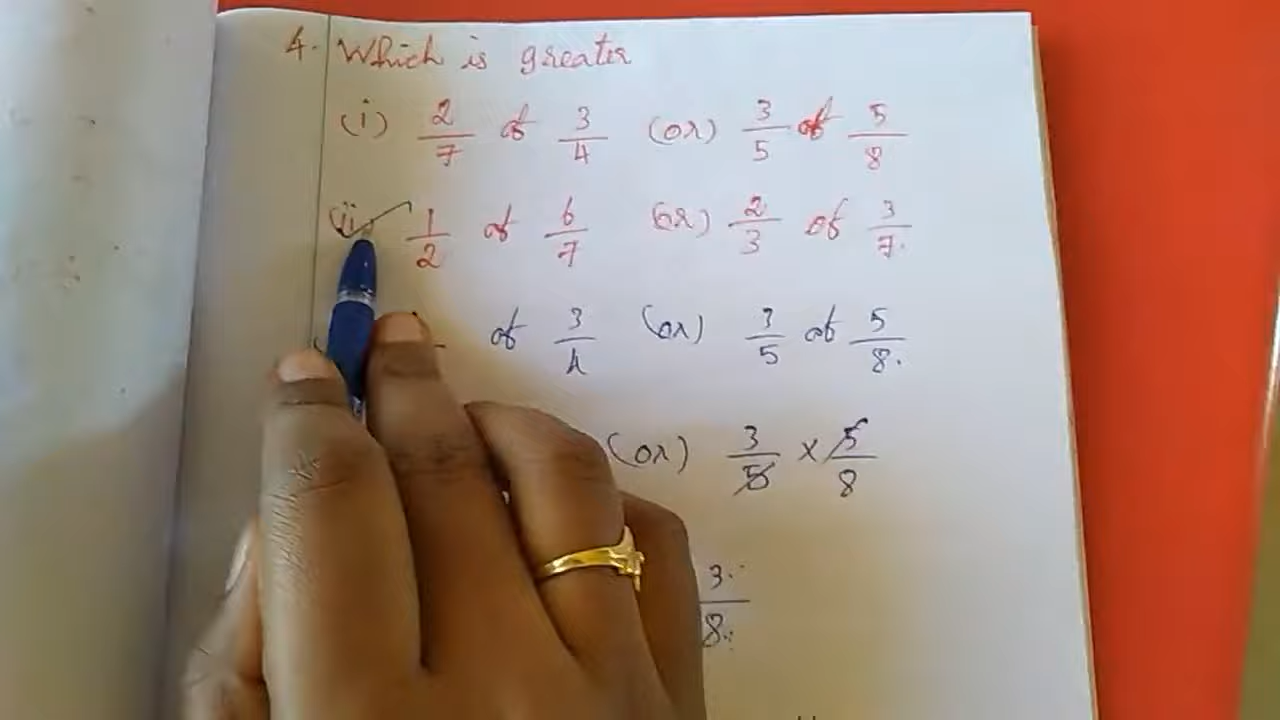 4. Which is greater
(i) 2/7 of 3/4 (or) 3/5 of 5/8
(ii) 1/2 of 6/7 (or) 2/3 of 3/7.
of 3/4 (or) 3/5 of 5/8.
(or) 3/5 × 5/8
3/8